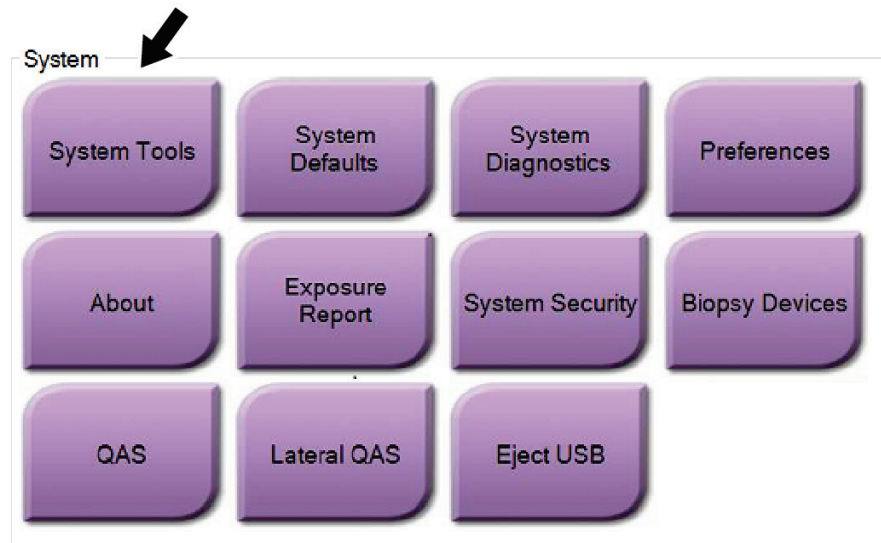 System
System Tools
System
Defaults
System
Diagnostics
Preferences
About
Exposure
Report
System Security
Biopsy Devices
QAS
Lateral QAS
Eject USB